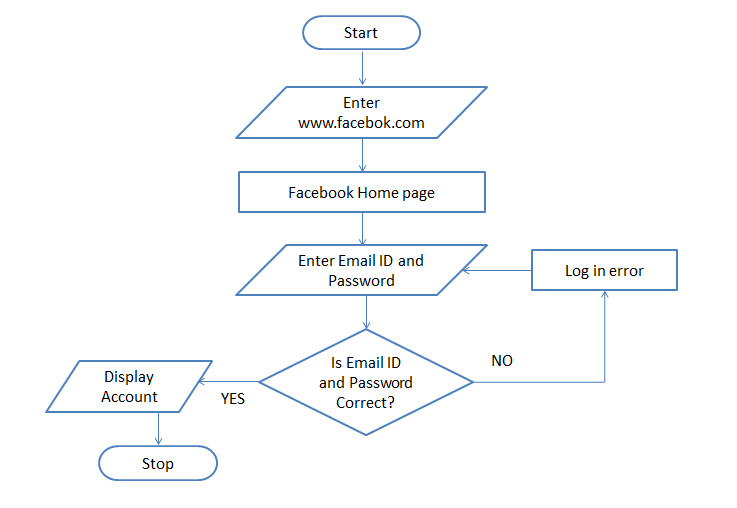 Start
Enter
www.facebok.com
Facebook Home page
Enter Email ID and
Password
Log in error
Is Email ID
and Password
Correct?
NO
YES
Display
Account
Stop